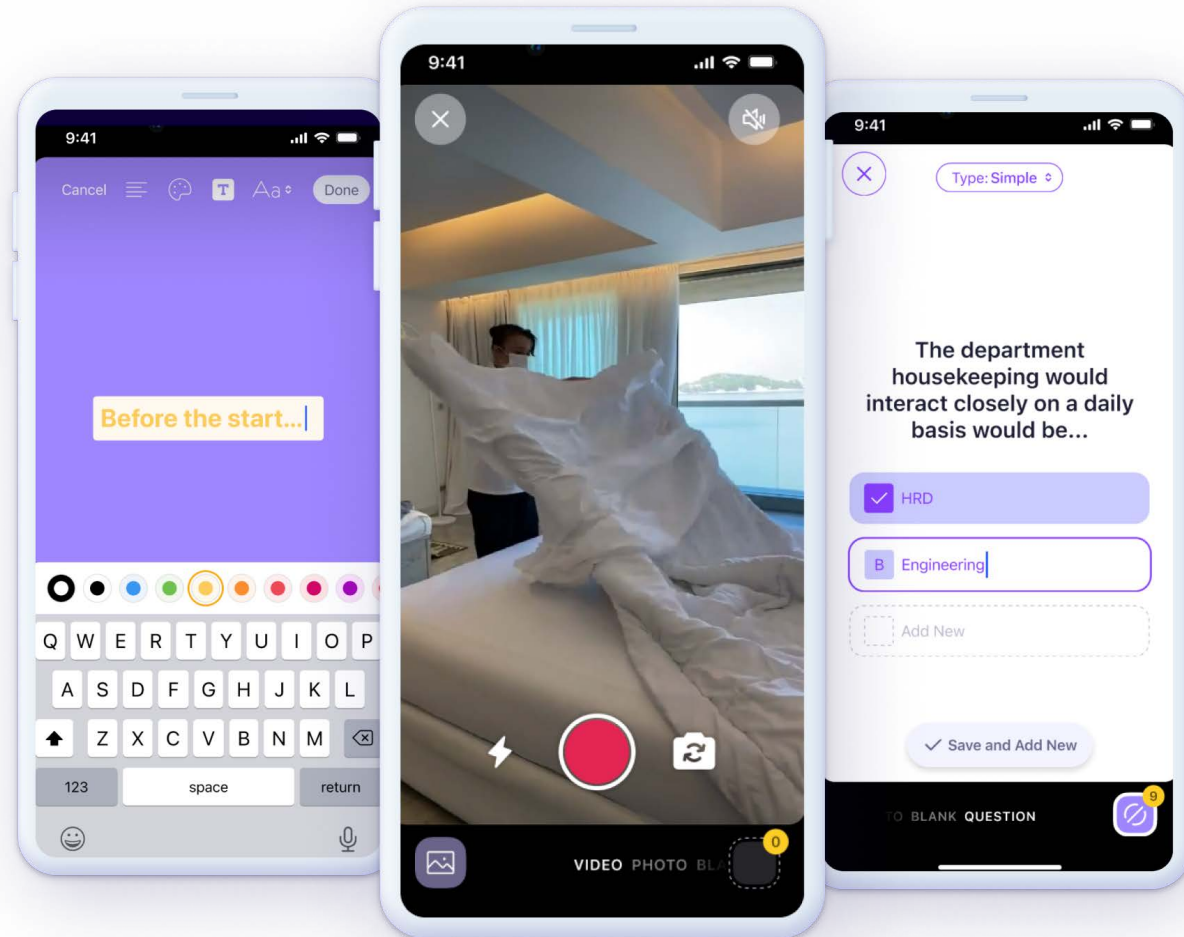 9:41
Cancel
T
Aa
Done
Before the start...
Q W E R T Y U I O P
A S D F G H J K L
Z X C V B N M
123
space
return
9:41
VIDEO PHOTO BLA
0
9:41
Type: Simple
The department
housekeeping would
interact closely on a daily
basis would be...
HRD
B Engineering
Add New
Save and Add New
TO BLANK QUESTION
9